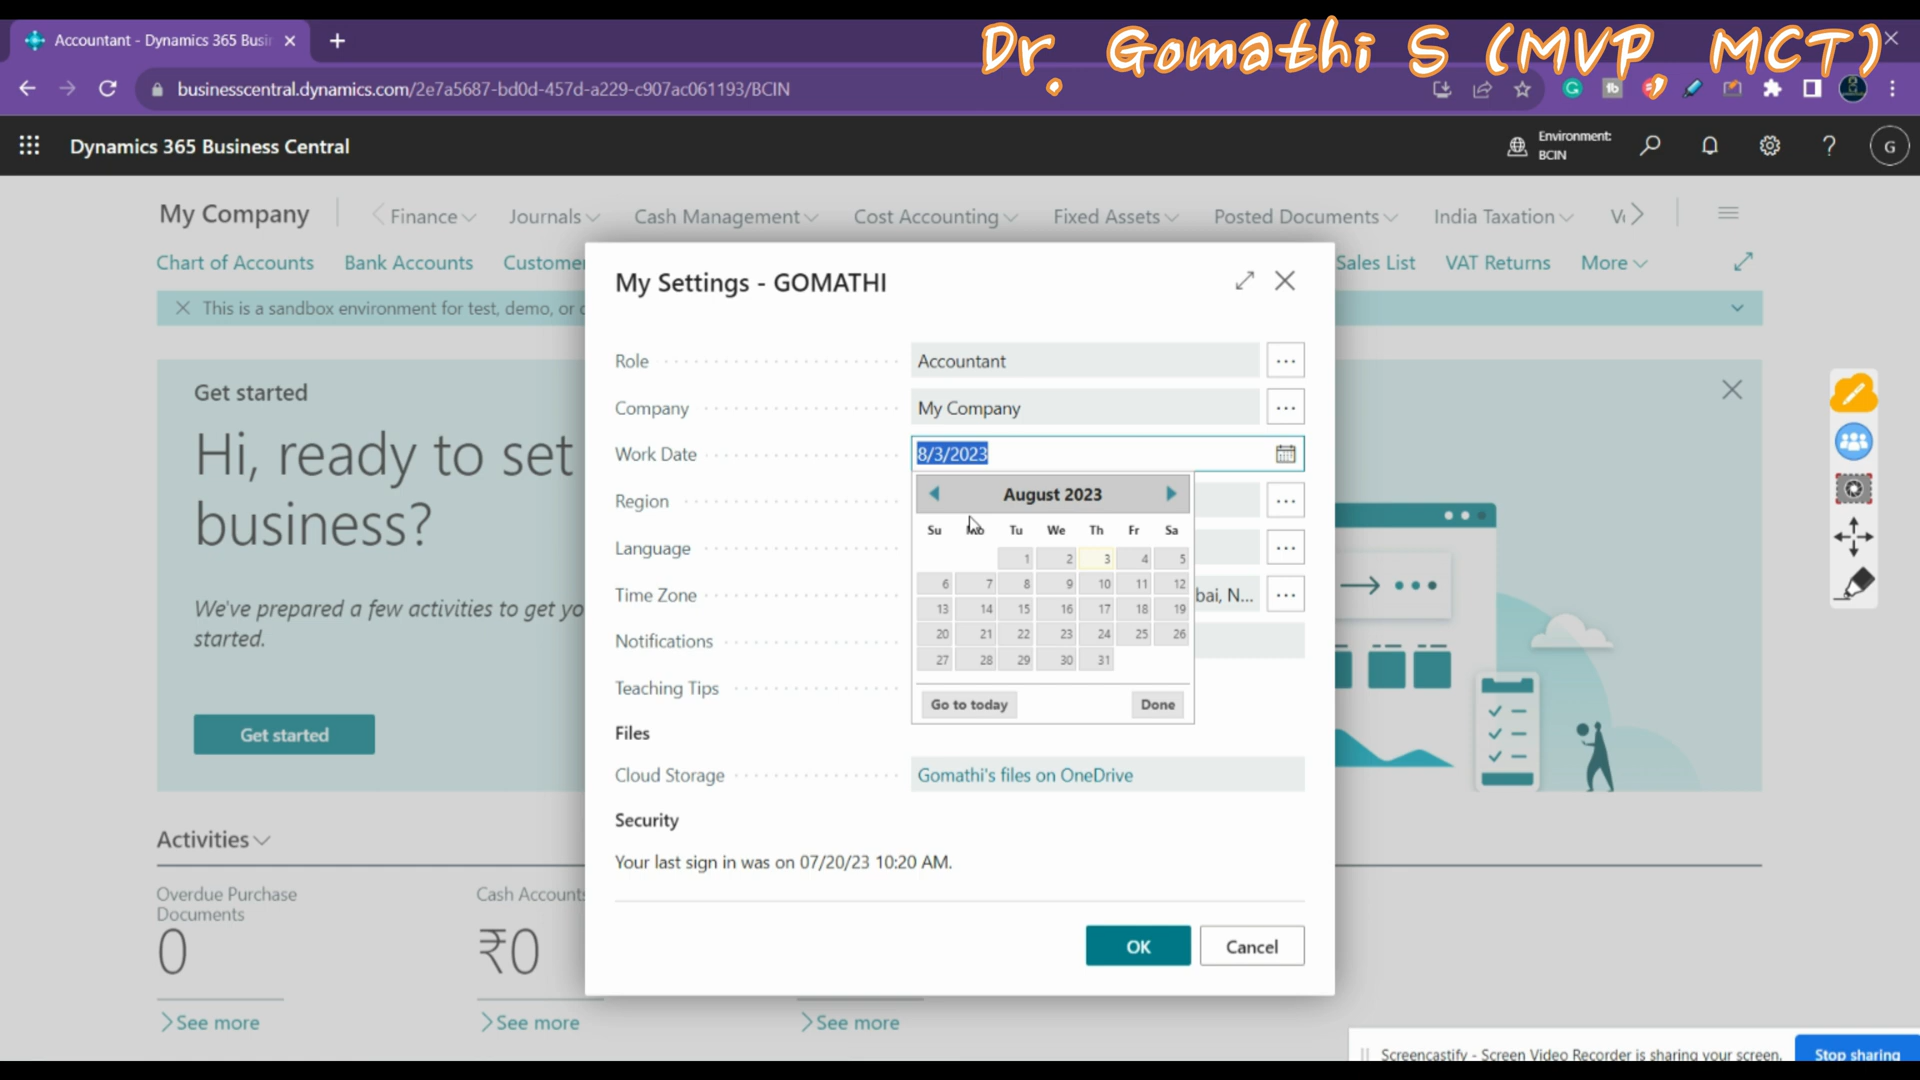 Accountant - Dynamics 365 Busin
Dr. Gomathi S (MVP, MCT)
businesscentral.dynamics.com/2e7a5687-bd0d-457d-a229-c907ac061193/BCIN
Dynamics 365 Business Central
Environment:
BCIN
G
My Company
Finance
Journals
Cash Management
Cost Accounting
Fixed Assets
Posted Documents
India Taxation
Chart of Accounts
Bank Accounts
Custome
Sales List
VAT Returns
More
This is a sandbox environment for test, demo, or
Get started
Hi, ready to set
business?
We've prepared a few activities to get yo
started.
Get started
My Settings - GOMATHI
Role
Accountant
Company
My Company
Work Date
8/3/2023
August 2023
Su Mo Tu We Th Fr Sa
1 2 3 4 5
6 7 8 9 10 11 12
13 14 15 16 17 18 19
20 21 22 23 24 25 26
27 28 29 30 31
Go to today
Done
Region
Language
Time Zone
bai, N...
Notifications
Teaching Tips
Files
Cloud Storage
Gomathi's files on OneDrive
Security
Your last sign in was on 07/20/23 10:20 AM.
OK
Cancel
Activities
Overdue Purchase
Documents
0
See more
Cash Account
₹0
See more
See more
Screencastify - Screen Video Recorder is sharing your screen.
Stop sharing